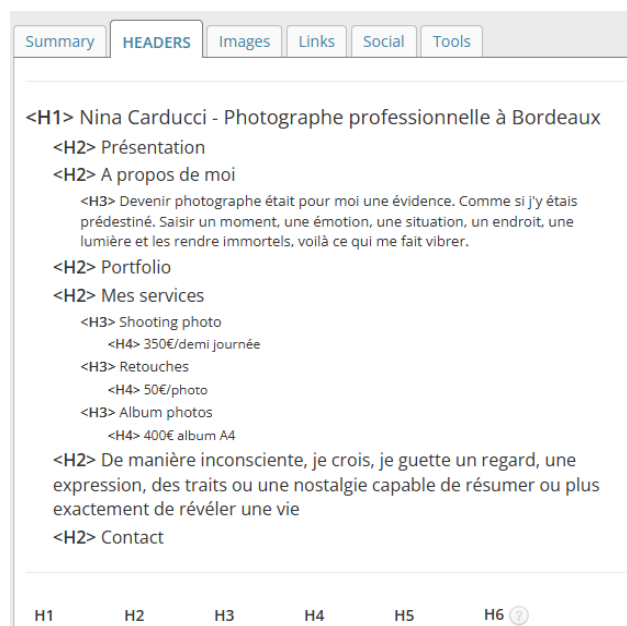 Summary HEADERS Images Links Social Tools
<H1> Nina Carducci - Photographe professionnelle à Bordeaux
<H2> Présentation
<H2> A propos de moi
<H3> Devenir photographe était pour moi une évidence. Comme si j'y étais
prédestiné. Saisir un moment, une émotion, une situation, un endroit, une
lumière et les rendre immortels, voilà ce qui me fait vibrer.
<H2> Portfolio
<H2> Mes services
<H3> Shooting photo
<H4> 350€/demi journée
<H3> Retouches
<H4> 50€/photo
<H3> Album photos
<H4> 400€ album A4
<H2> De manière inconsciente, je crois, je guette un regard, une
expression, des traits ou une nostalgie capable de résumer ou plus
exactement de révéler une vie
<H2> Contact
H1 H2 H3 H4 H5 H6 ?